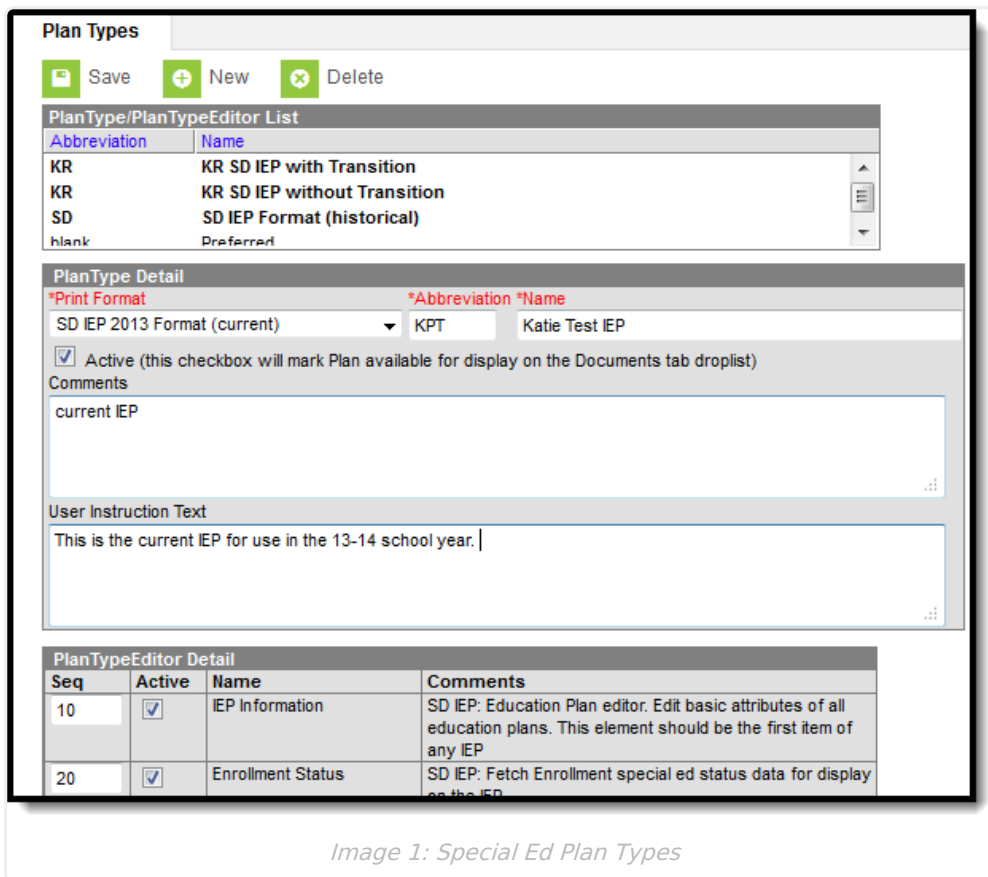 Plan Types
Save New Delete
PlanType/PlanTypeEditor List
Abbreviation Name
KR KR SD IEP with Transition
KR KR SD IEP without Transition
SD SD IEP Format (historical)
blank Preferred
PlanType Detail
*Print Format *Abbreviation *Name
SD IEP 2013 Format (current) KPT Katie Test IEP
Active (this checkbox will mark Plan available for display on the Documents tab droplist)
Comments
current IEP
User Instruction Text
This is the current IEP for use in the 13-14 school year.
PlanTypeEditor Detail
Seq Active Name Comments
10 IEP Information SD IEP: Education Plan editor. Edit basic attributes of all
education plans. This element should be the first item of
any IEP
20 Enrollment Status SD IEP: Fetch Enrollment special ed status data for display
on the IEP
Image 1: Special Ed Plan Types